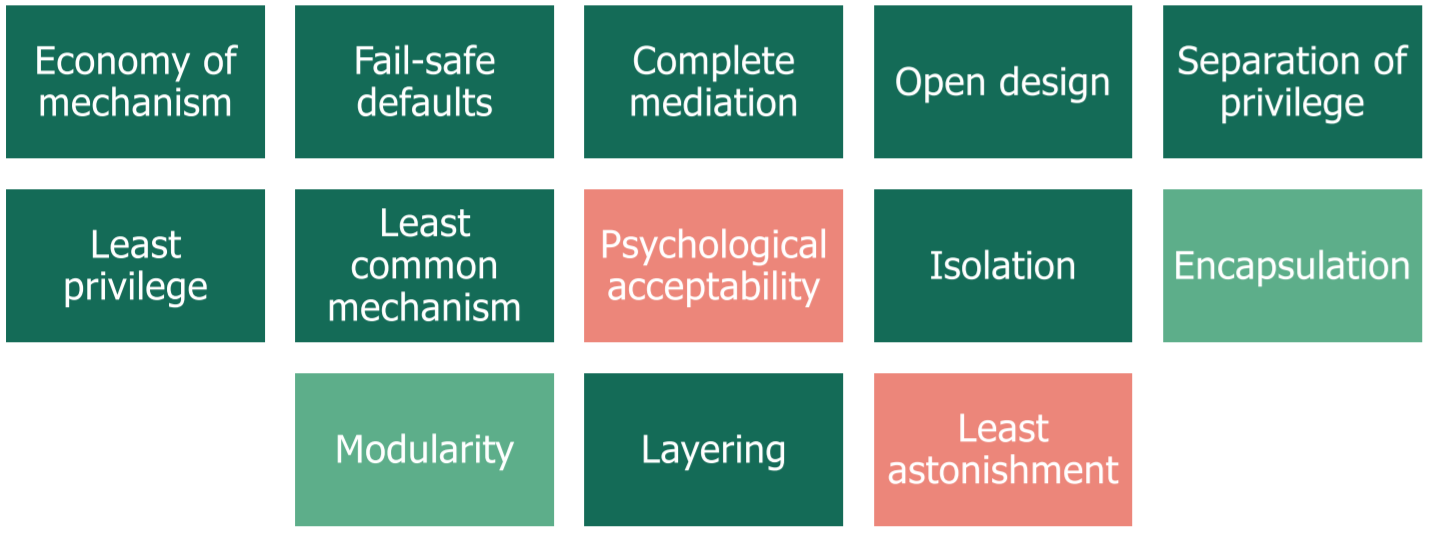 Economy of
mechanism
Fail-safe
defaults
Complete
mediation
Open design
Separation of
privilege
Least
privilege
Least
common
mechanism
Psychological
acceptability
Isolation
Encapsulation
Modularity
Layering
Least
astonishment